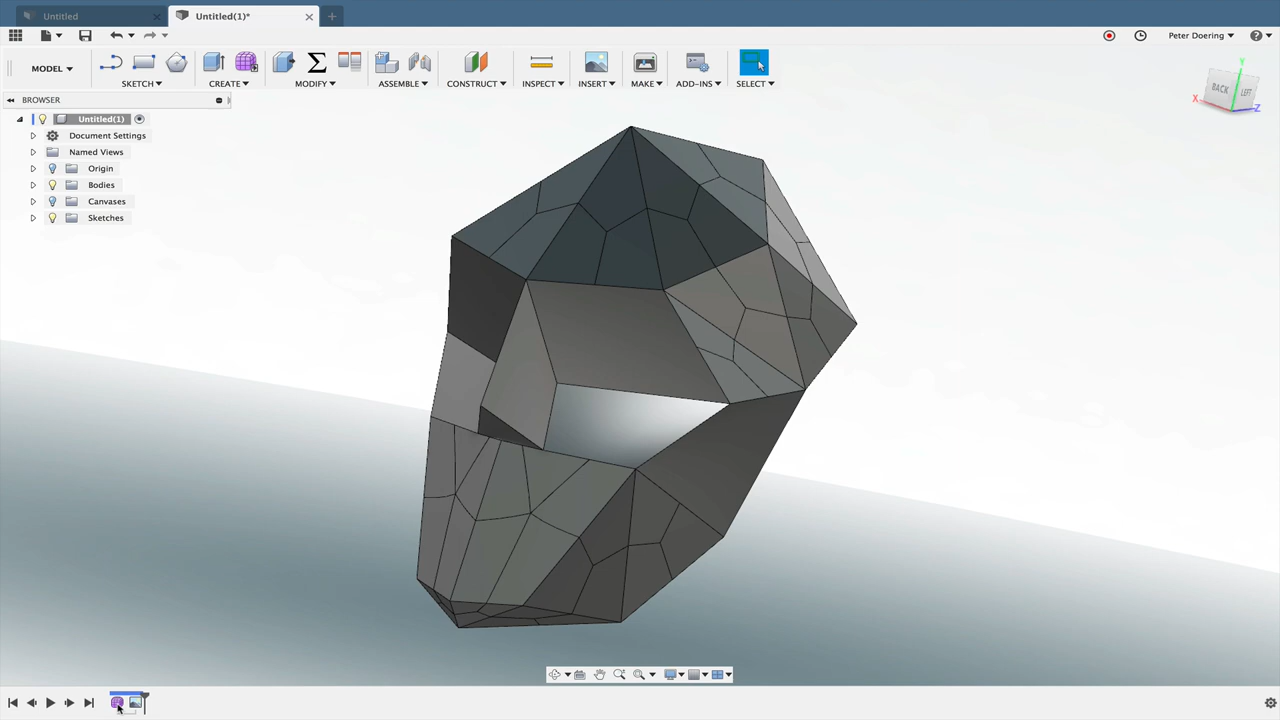 Untitled
Untitled(1)*
Peter Doering
MODEL
SKETCH
CREATE
MODIFY
ASSEMBLE
CONSTRUCT
INSPECT
INSERT
MAKE
ADD-INS
SELECT
BROWSER
Untitled(1)
Document Settings
Named Views
Origin
Bodies
Canvases
Sketches
Y
BACK
LEFT
X
Z